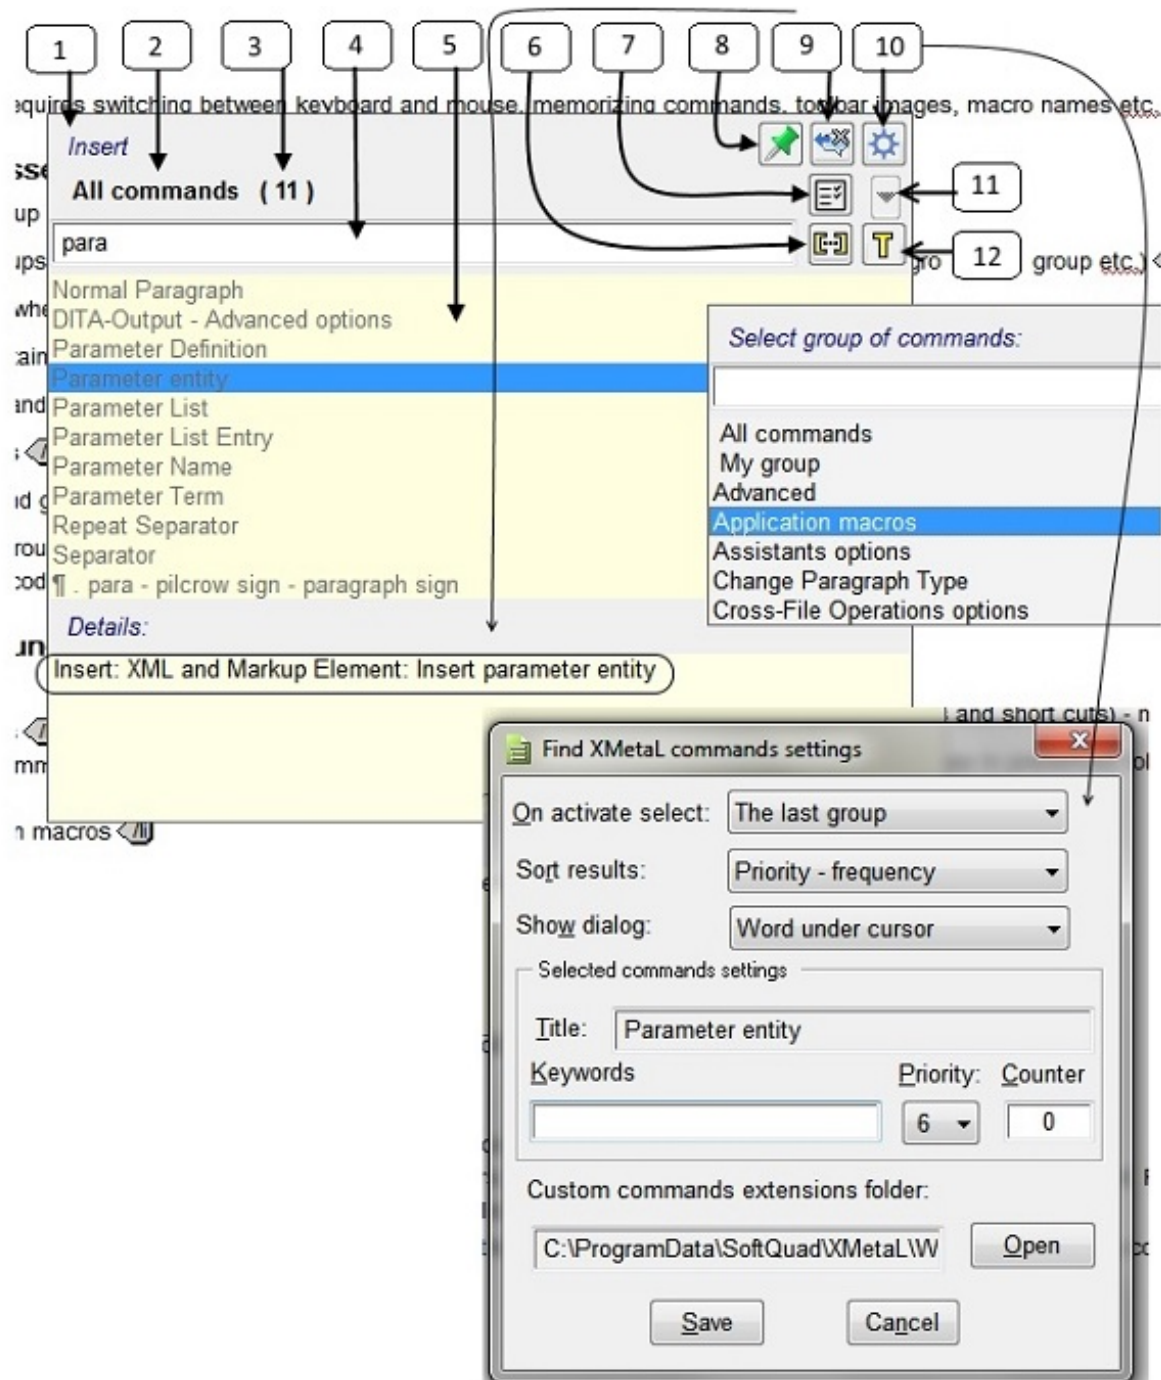 1 2 3 4 5 6 7 8 9 10
equires switching between keyboard and mouse, memorizing commands, toolbar images, macro names etc.
Insert
All commands ( 11 )
11
up
para
12
ups
gro
group etc.)
Normal Paragraph
DITA-Output - Advanced options
Parameter Definition
Parameter entity
Parameter List
Parameter List Entry
Parameter Name
Parameter Term
Repeat Separator
Separator
¶ . para - pilcrow sign - paragraph sign
Select group of commands:
All commands
My group
Advanced
Application macros
Assistants options
Change Paragraph Type
Cross-File Operations options
Details:
Insert: XML and Markup Element: Insert parameter entity
and short cuts) - n
n macros
Find XMetaL commands settings
On activate select: The last group
Sort results: Priority - frequency
Show dialog: Word under cursor
Selected commands settings
Title: Parameter entity
Keywords Priority: Counter
6 0
Custom commands extensions folder:
C:\ProgramData\SoftQuad\XMetaL\W Open
Save Cancel